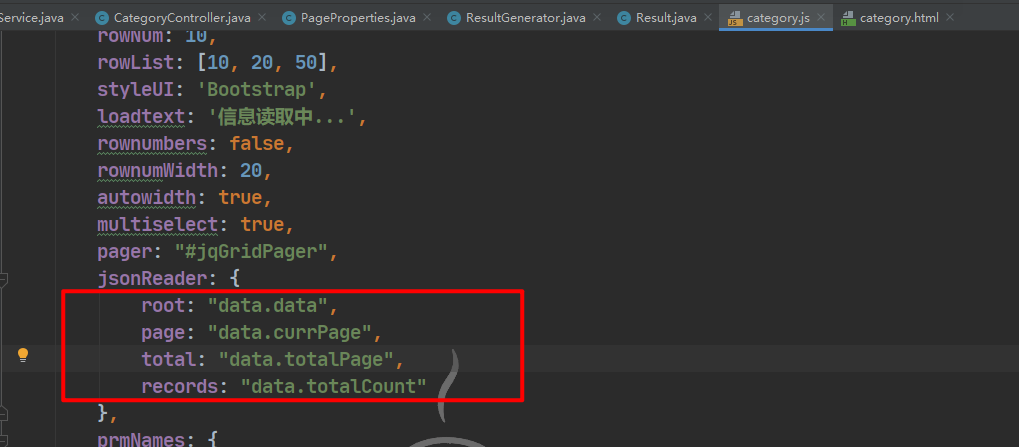 Service.java × CategoryController.java × PageProperties.java × ResultGenerator.java × Result.java × category.js × category.html ×
rowNum: 10,
rowList: [10, 20, 50],
styleUI: 'Bootstrap',
loadtext: '信息读取中...',
rownumbers: false,
rownumWidth: 20,
autowidth: true,
multiselect: true,
pager: "#jqGridPager",
jsonReader: {
root: "data.data",
page: "data.currPage",
total: "data.totalPage",
records: "data.totalCount"
},
prmNames: {